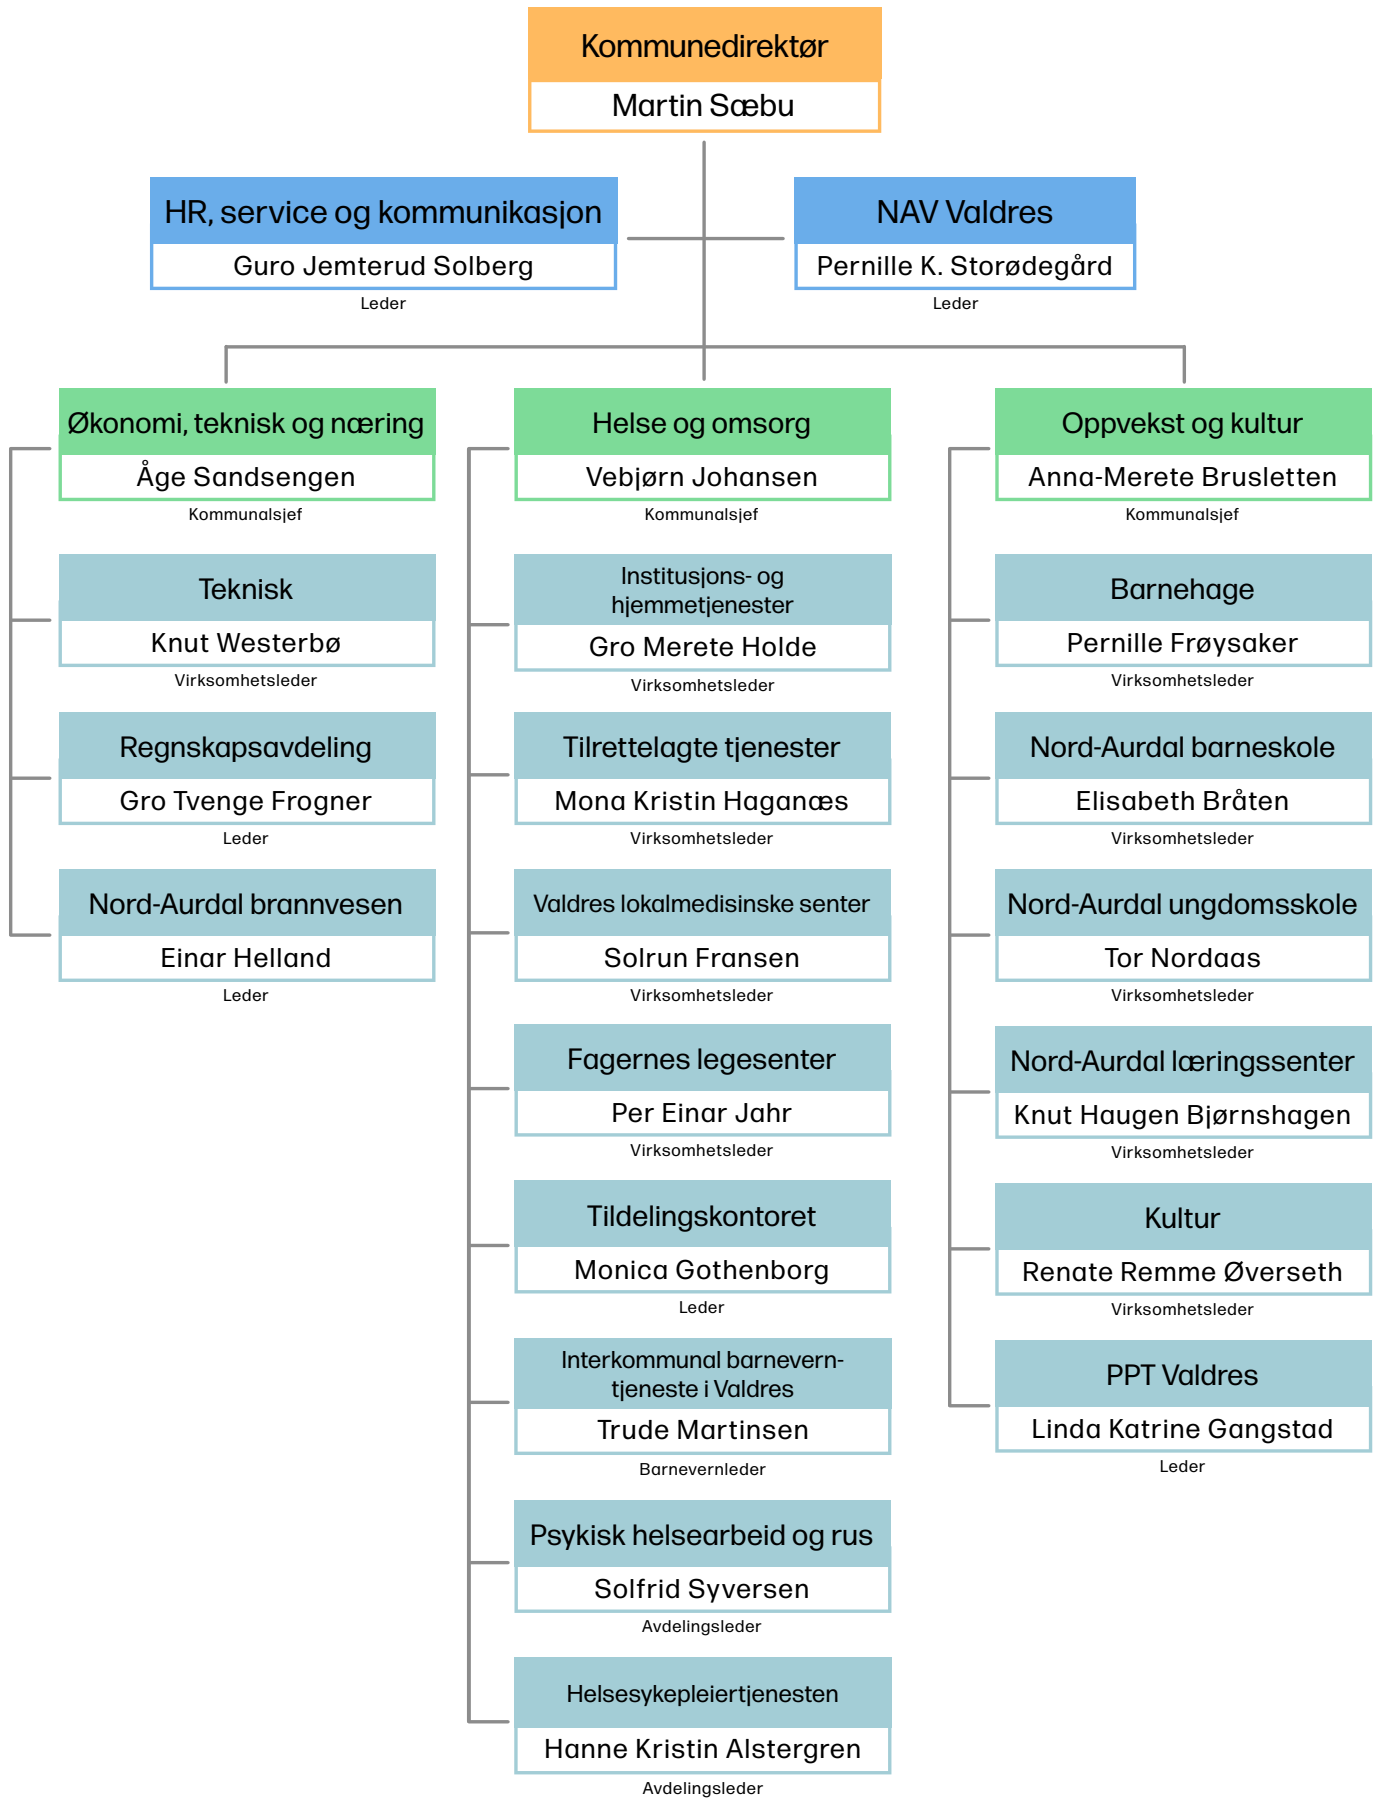 Kommunedirektør
Martin Sæbu
HR, service og kommunikasjon
Guro Jemterud Solberg
Leder
NAV Valdres
Pernille K. Storødegård
Leder
Økonomi, teknisk og næring
Åge Sandsengen
Kommunalsjef
Teknisk
Knut Westerbø
Virksomhetsleder
Regnskapsavdeling
Gro Tvenge Frogner
Leder
Nord-Aurdal brannvesen
Einar Helland
Leder
Helse og omsorg
Vebjørn Johansen
Kommunalsjef
Institusjons- og
hjemmetjenester
Gro Merete Holde
Virksomhetsleder
Tilrettelagte tjenester
Mona Kristin Haganæs
Virksomhetsleder
Valdres lokalmedisinske senter
Solrun Fransen
Virksomhetsleder
Fagernes legesenter
Per Einar Jahr
Virksomhetsleder
Tildelingskontoret
Monica Gothenborg
Leder
Interkommunal barnevern-
tjeneste i Valdres
Trude Martinsen
Barnevernleder
Psykisk helsearbeid og rus
Solfrid Syversen
Avdelingsleder
Helsesykepleiertjenesten
Hanne Kristin Alstergren
Avdelingsleder
Oppvekst og kultur
Anna-Merete Brusletten
Kommunalsjef
Barnehage
Pernille Frøysaker
Virksomhetsleder
Nord-Aurdal barneskole
Elisabeth Bråten
Virksomhetsleder
Nord-Aurdal ungdomsskole
Tor Nordaas
Virksomhetsleder
Nord-Aurdal læringssenter
Knut Haugen Bjørnshagen
Virksomhetsleder
Kultur
Renate Remme Øverseth
Virksomhetsleder
PPT Valdres
Linda Katrine Gangstad
Leder